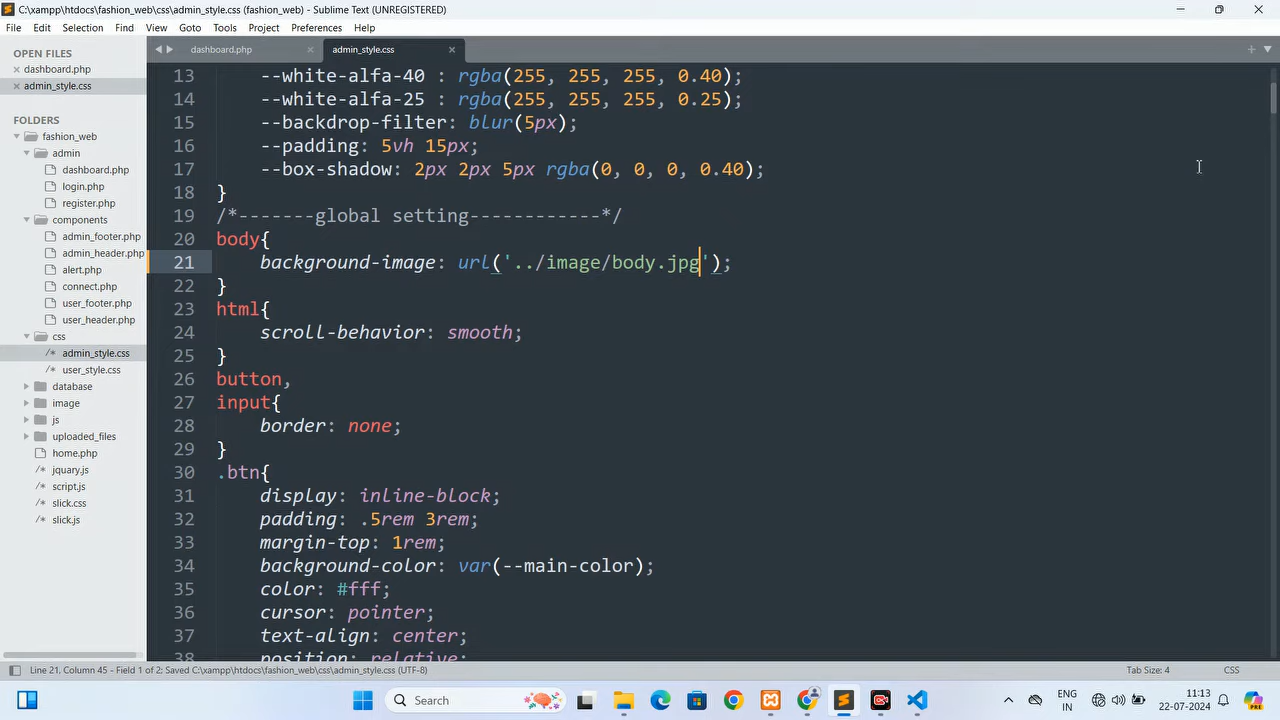 C:\xampp\htdocs\fashion_web\css\admin_style.css (fashion_web) - Sublime Text (UNREGISTERED)
File Edit Selection Find View Goto Tools Project Preferences Help
OPEN FILES
dashboard.php
admin_style.css
FOLDERS
fashion_web
admin
dashboard.php
login.php
register.php
components
admin_footer.php
admin_header.php
alert.php
connect.php
user_footer.php
user_header.php
css
/* admin_style.css
/* user_style.css
database
image
js
uploaded_files
home.php
/* jquary.js
/* script.js
/* slick.css
/* slick.js
dashboard.php admin_style.css
13 --white-alfa-40 : rgba(255, 255, 255, 0.40);
14 --white-alfa-25 : rgba(255, 255, 255, 0.25);
15 --backdrop-filter: blur(5px);
16 --padding: 5vh 15px;
17 --box-shadow: 2px 2px 5px rgba(0, 0, 0, 0.40);
18 }
19 /*-------global setting------------*/
20 body{
21 background-image: url('../image/body.jpg');
22 }
23 html{
24 scroll-behavior: smooth;
25 }
26 button,
27 input{
28 border: none;
29 }
30 .btn{
31 display: inline-block;
32 padding: .5rem 3rem;
33 margin-top: 1rem;
34 background-color: var(--main-color);
35 color: #fff;
36 cursor: pointer;
37 text-align: center;
38 position: relative;
Line 21, Column 45 - Field 1 of 2; Saved C:\xampp\htdocs\fashion_web\css\admin_style.css (UTF-8) Tab Size: 4 CSS
Search
ENG
IN
11:13
22-07-2024
PRE